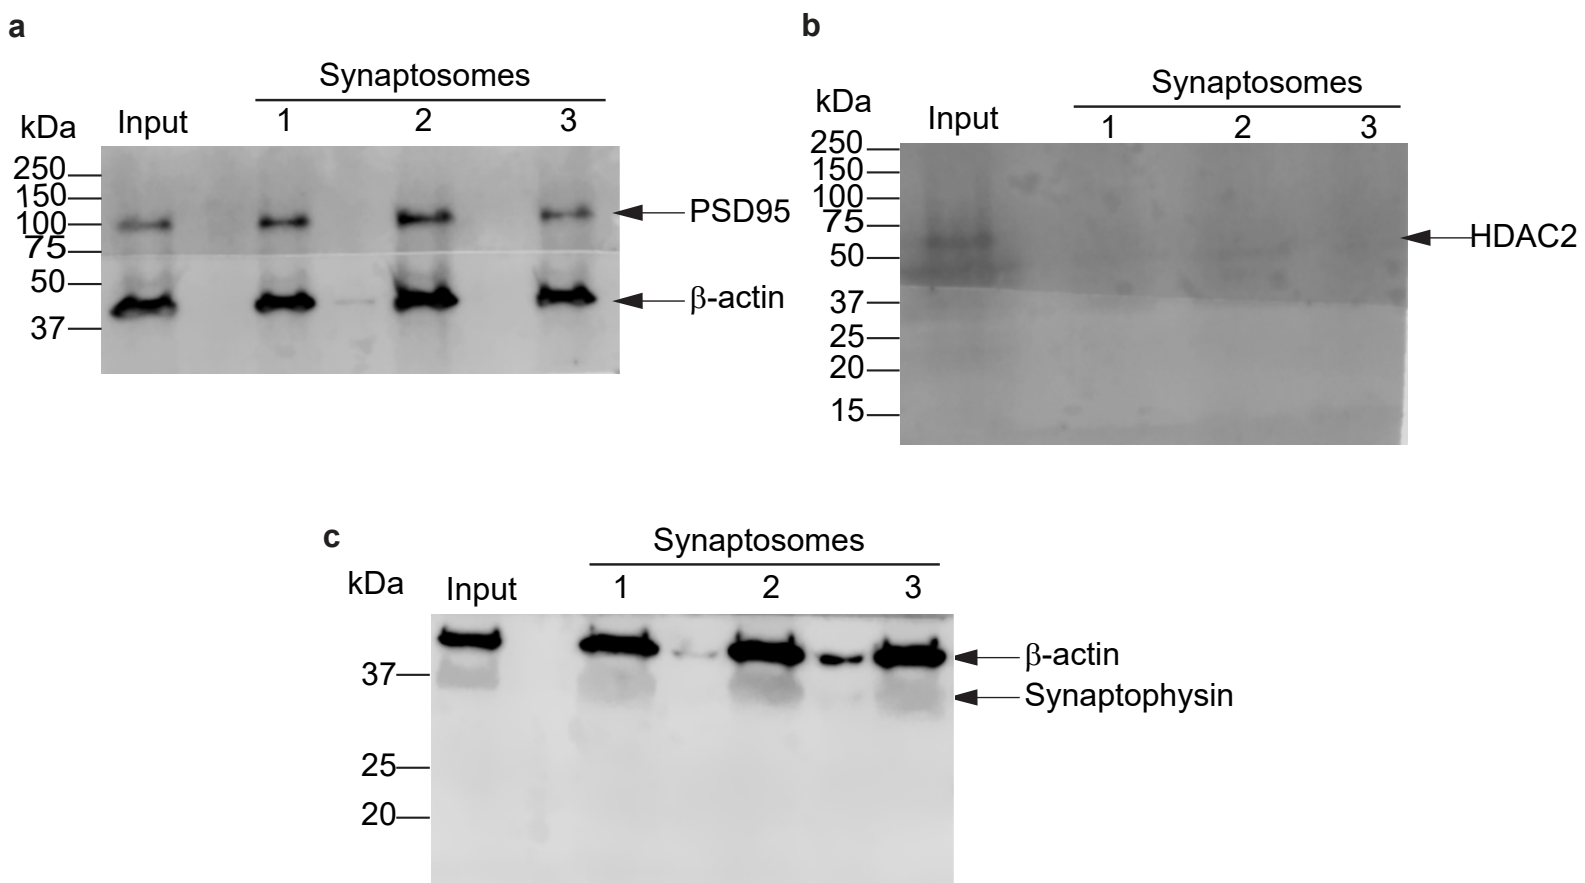 a
Synaptosomes
kDa Input 1 2 3
250
150
100
75
50
37
PSD95
β-actin
b
Synaptosomes
kDa Input 1 2 3
250
150
100
75
50
37
25
20
15
HDAC2
c
Synaptosomes
kDa Input 1 2 3
37
25
20
β-actin
Synaptophysin